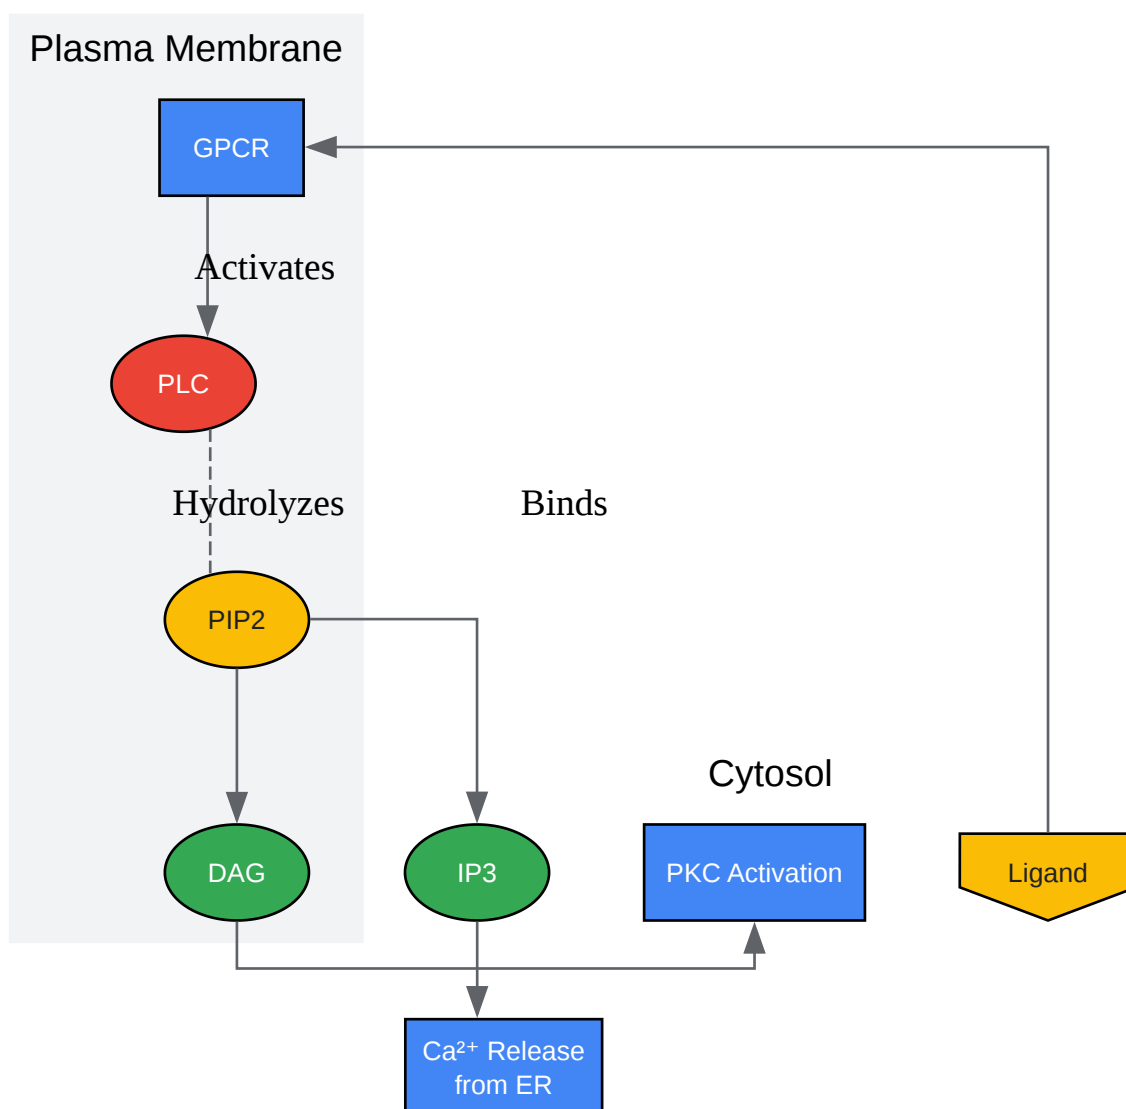 Plasma Membrane
GPCR
Activates
PLC
Hydrolyzes
Binds
PIP2
Cytosol
DAG
IP3
PKC Activation
Ligand
Ca²⁺ Release
from ER